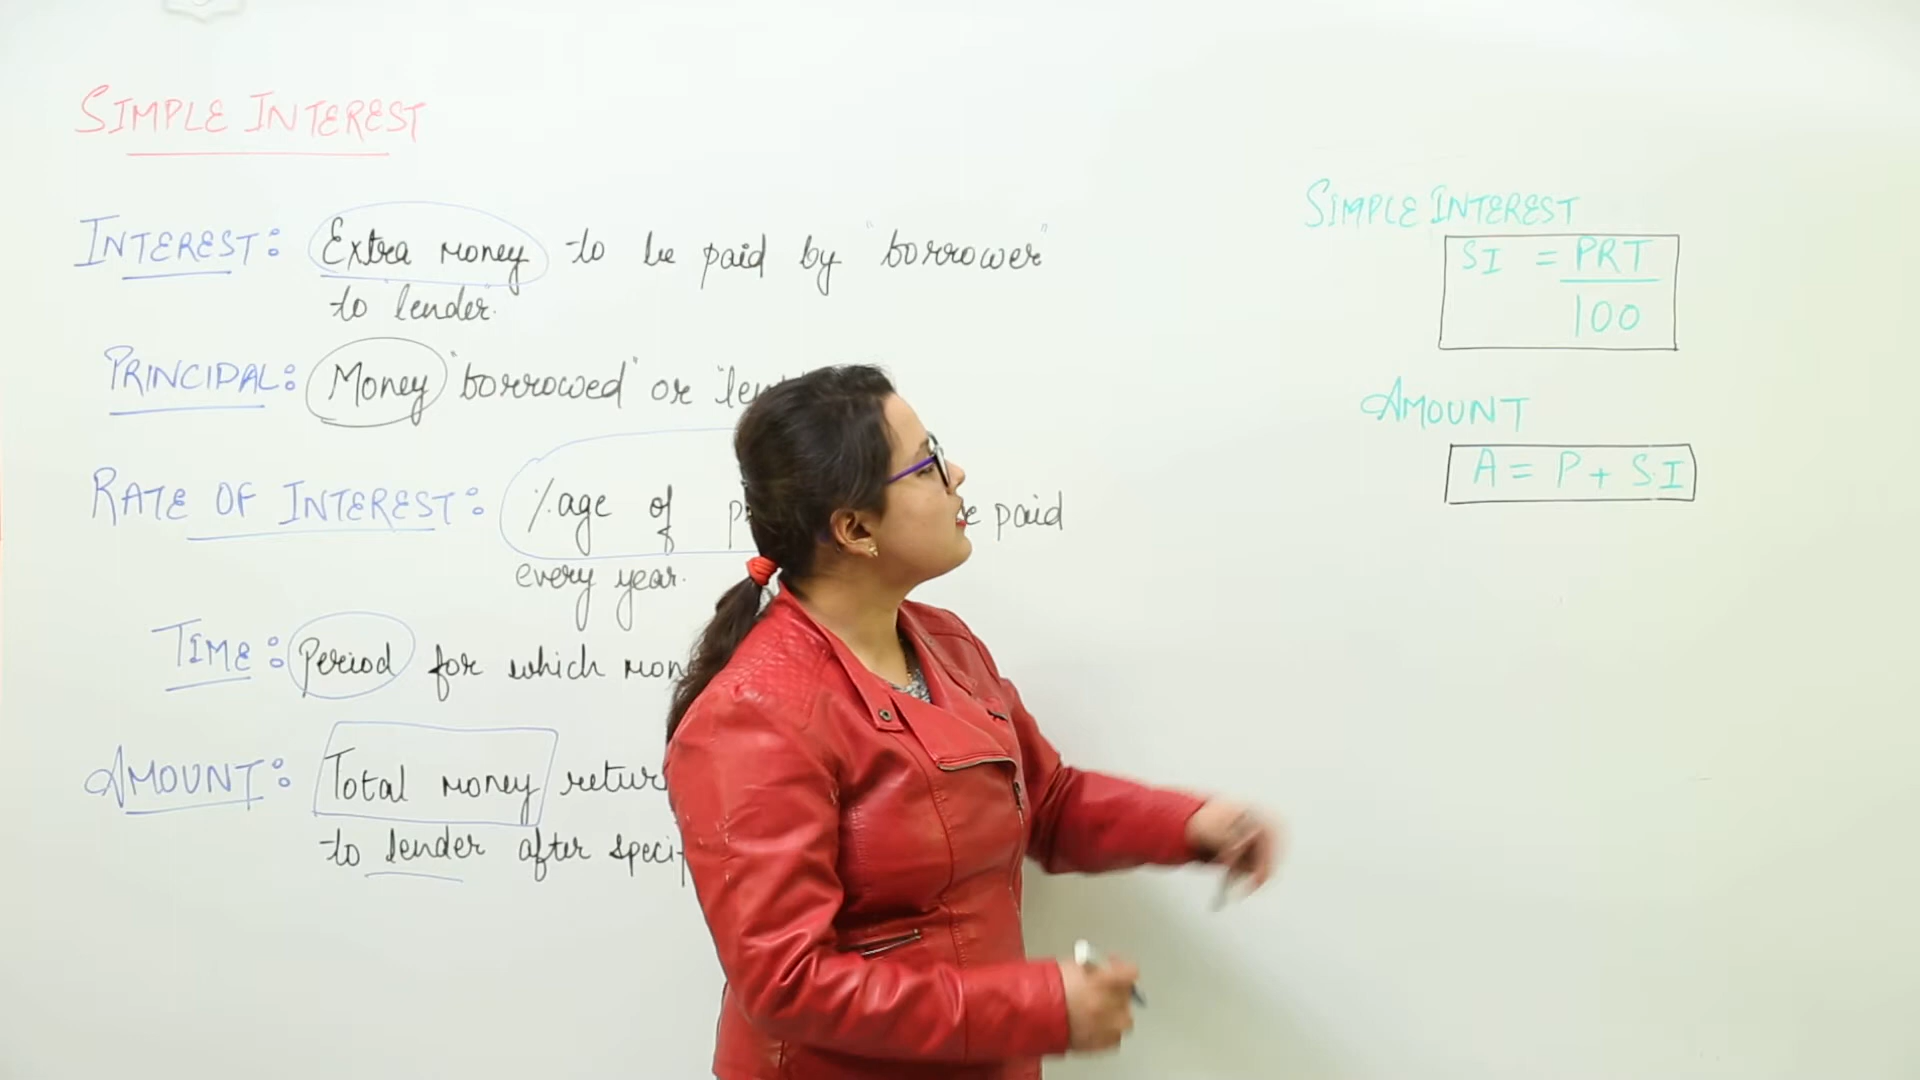 SIMPLE INTEREST
INTEREST: Extra money to be paid by "borrower"
to "lender".
PRINCIPAL: Money "borrowed" or
RATE OF INTEREST: %age of paid
every year.
TIME: Period for which
AMOUNT: Total money
to lender after
SIMPLE INTEREST
SI = PRT
100
AMOUNT
A = P + S.I